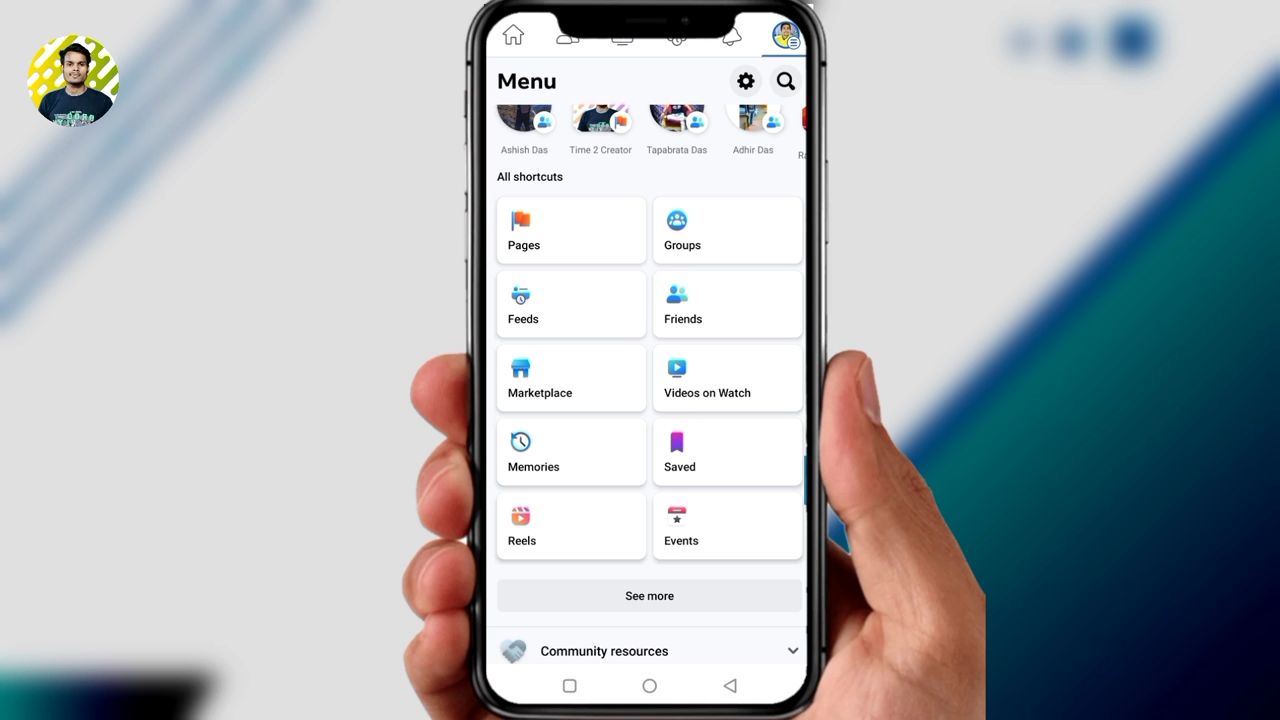 Menu
Ashish Das
Time 2 Creator
Tapabrata Das
Adhir Das
All shortcuts
Pages
Groups
Feeds
Friends
Marketplace
Videos on Watch
Memories
Saved
Reels
Events
See more
Community resources